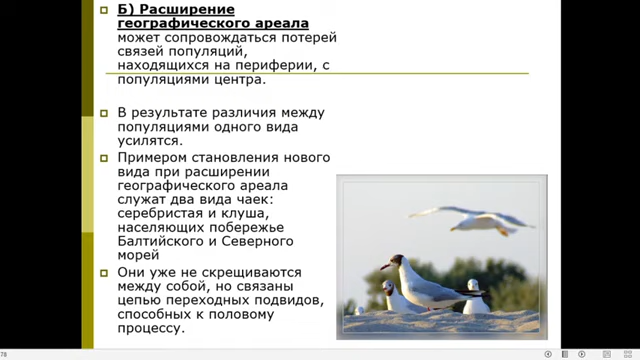 Б) Расширение
географического ареала
может сопровождаться потерей
связей популяций,
находящихся на периферии, с
популяциями центра.
В результате различия между
популяциями одного вида
усилятся.
Примером становления нового
вида при расширении
географического ареала
служат два вида чаек:
серебристая и клуша,
населяющих побережье
Балтийского и Северного
морей
Они уже не скрещиваются
между собой, но связаны
цепью переходных подвидов,
способных к половому
процессу.
78